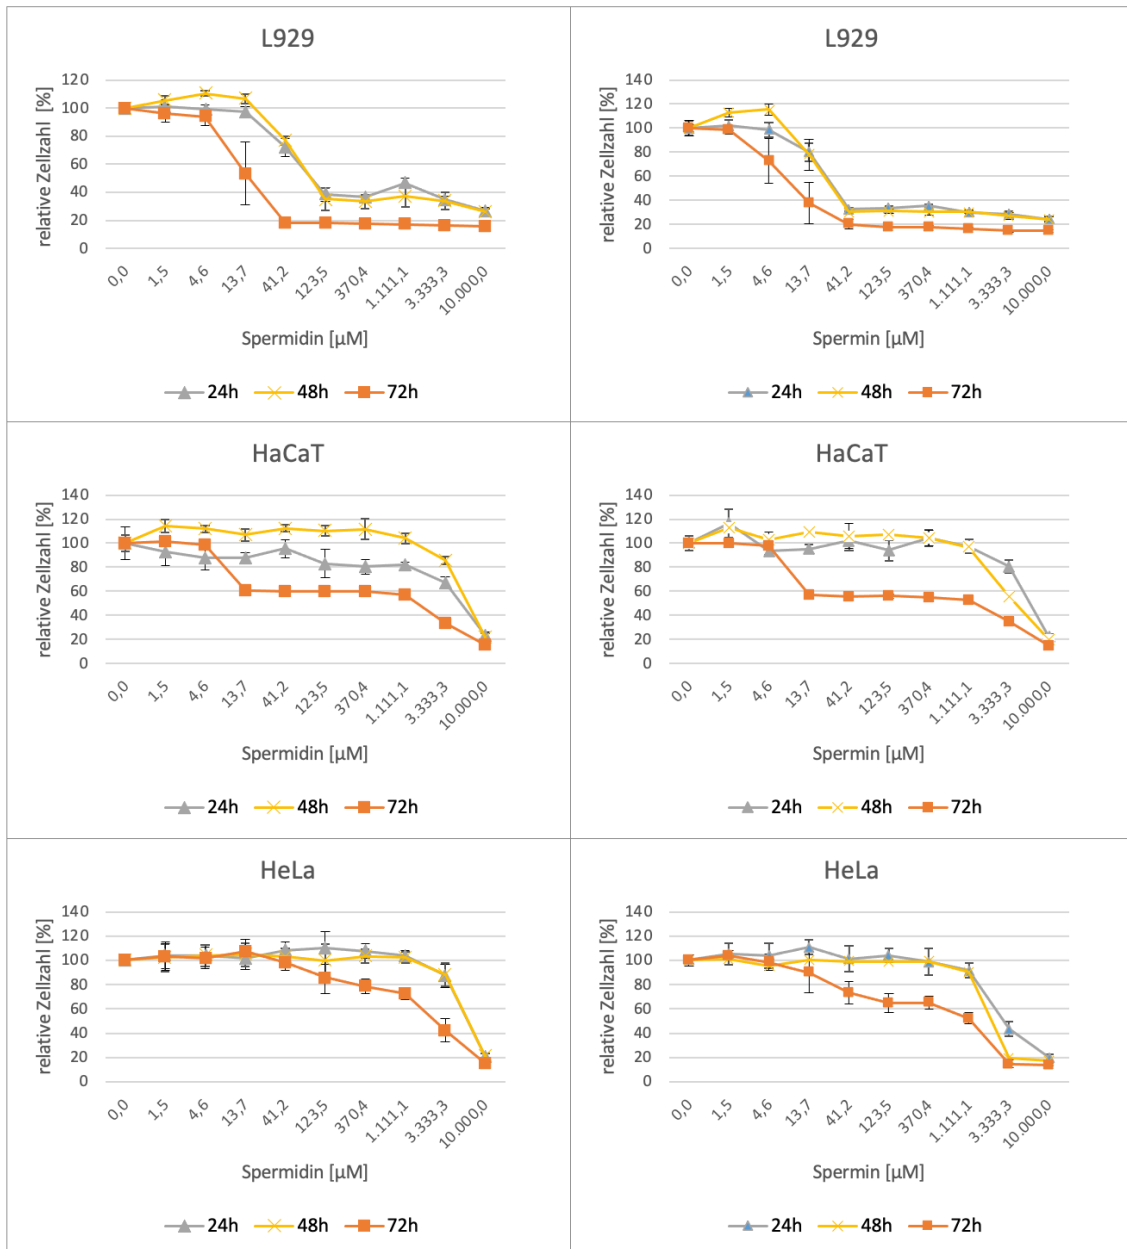 L929
relative Zellzahl [%]
120
100
80
60
40
20
0
0,0 1,5 4,6 13,7 41,2 123,5 370,4 1.111,1 3.333,3 10.000,0
Spermidin [µM]
24h 48h 72h
L929
relative Zellzahl [%]
140
120
100
80
60
40
20
0
0,0 1,5 4,6 13,7 41,2 123,5 370,4 1.111,1 3.333,3 10.000,0
Spermin [µM]
24h 48h 72h
HaCaT
relative Zellzahl [%]
140
120
100
80
60
40
20
0
0,0 1,5 4,6 13,7 41,2 123,5 370,4 1.111,1 3.333,3 10.000,0
Spermidin [µM]
24h 48h 72h
HaCaT
relative Zellzahl [%]
140
120
100
80
60
40
20
0
0,0 1,5 4,6 13,7 41,2 123,5 370,4 1.111,1 3.333,3 10.000,0
Spermin [µM]
24h 48h 72h
HeLa
relative Zellzahl [%]
140
120
100
80
60
40
20
0
0,0 1,5 4,6 13,7 41,2 123,5 370,4 1.111,1 3.333,3 10.000,0
Spermidin [µM]
24h 48h 72h
HeLa
relative Zellzahl [%]
140
120
100
80
60
40
20
0
0,0 1,5 4,6 13,7 41,2 123,5 370,4 1.111,1 3.333,3 10.000,0
Spermin [µM]
24h 48h 72h